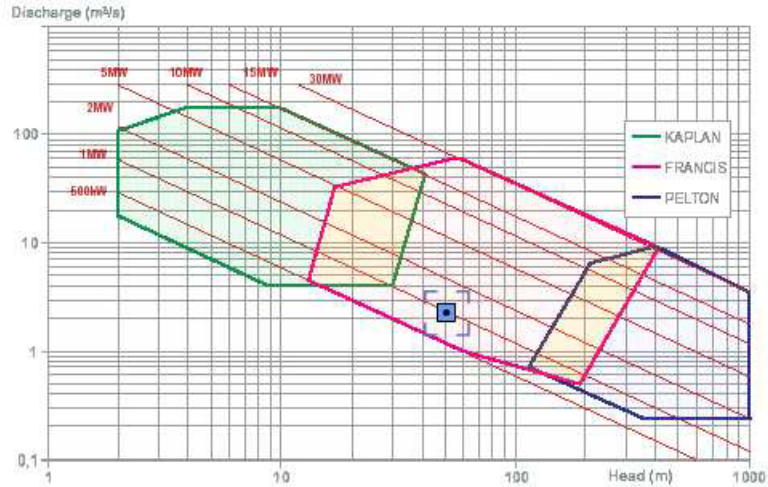 Discharge (m³/s)
5MW 10MW 15MW 30MW
2MW
100
1MW
500MW
10
1
0,1
1 10 100 Head (m) 1000
KAPLAN
FRANCIS
PELTON